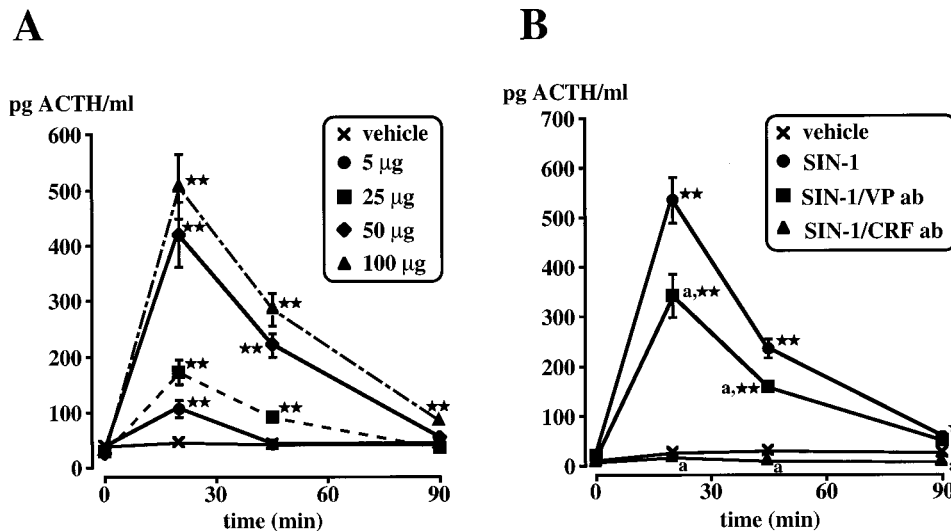 A
pg ACTH/ml
600
500
400
300
200
100
0
0
30
60
90
time (min)
vehicle
5 µg
25 µg
50 µg
100 µg
★★
★★
★★
★★
★★
★★
★★
★★
B
pg ACTH/ml
700
600
500
400
300
200
100
0
0
30
60
90
time (min)
vehicle
SIN-1
SIN-1/VP ab
SIN-1/CRF ab
★★
a,★★
★★
a,★★
a
a